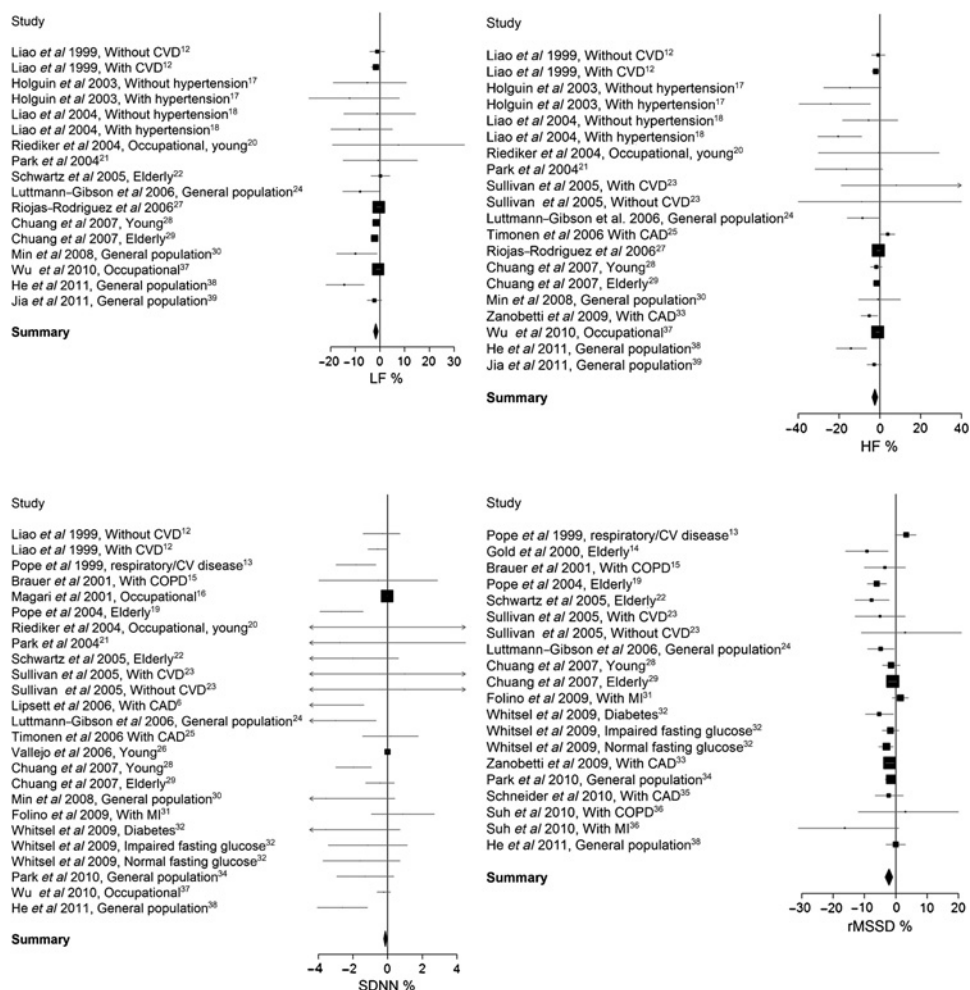 Study
Liao et al 1999, Without CVD12
Liao et al 1999, With CVD12
Holguin et al 2003, Without hypertension17
Holguin et al 2003, With hypertension17
Liao et al 2004, Without hypertension18
Liao et al 2004, With hypertension18
Riediker et al 2004, Occupational, young20
Park et al 200421
Schwartz et al 2005, Elderly22
Luttmann–Gibson et al 2006, General population24
Riojas-Rodriguez et al 200627
Chuang et al 2007, Young28
Chuang et al 2007, Elderly29
Min et al 2008, General population30
Wu et al 2010, Occupational37
He et al 2011, General population38
Jia et al 2011, General population39
Summary
−20 −10 0 10 20 30
LF %
Study
Liao et al 1999, Without CVD12
Liao et al 1999, With CVD12
Holguin et al 2003, Without hypertension17
Holguin et al 2003, With hypertension17
Liao et al 2004, Without hypertension18
Liao et al 2004, With hypertension18
Riediker et al 2004, Occupational, young20
Park et al 200421
Sullivan et al 2005, With CVD23
Sullivan et al 2005, Without CVD23
Luttmann-Gibson et al. 2006, General population24
Timonen et al 2006 With CAD25
Riojas-Rodriguez et al 200627
Chuang et al 2007, Young28
Chuang et al 2007, Elderly29
Min et al 2008, General population30
Zanobetti et al 2009, With CAD33
Wu et al 2010, Occupational37
He et al 2011, General population38
Jia et al 2011, General population39
Summary
−40 −20 0 20 40
HF %
Study
Liao et al 1999, Without CVD12
Liao et al 1999, With CVD12
Pope et al 1999, respiratory/CV disease13
Brauer et al 2001, With COPD15
Magari et al 2001, Occupational16
Pope et al 2004, Elderly19
Riediker et al 2004, Occupational, young20
Park et al 200421
Schwartz et al 2005, Elderly22
Sullivan et al 2005, With CVD23
Sullivan et al 2005, Without CVD23
Lipsett et al 2006, With CAD6
Luttmann-Gibson et al 2006, General population24
Timonen et al 2006 With CAD25
Vallejo et al 2006, Young26
Chuang et al 2007, Young28
Chuang et al 2007, Elderly29
Min et al 2008, General population30
Folino et al 2009, With MI31
Whitsel et al 2009, Diabetes32
Whitsel et al 2009, Impaired fasting glucose32
Whitsel et al 2009, Normal fasting glucose32
Park et al 2010, General population34
Wu et al 2010, Occupational37
He et al 2011, General population38
Summary
−4 −2 0 2 4
SDNN %
Study
Pope et al 1999, respiratory/CV disease13
Gold et al 2000, Elderly14
Brauer et al 2001, With COPD15
Pope et al 2004, Elderly19
Schwartz et al 2005, Elderly22
Sullivan et al 2005, With CVD23
Sullivan et al 2005, Without CVD23
Luttmann–Gibson et al 2006, General population24
Chuang et al 2007, Young28
Chuang et al 2007, Elderly29
Folino et al 2009, With MI31
Whitsel et al 2009, Diabetes32
Whitsel et al 2009, Impaired fasting glucose32
Whitsel et al 2009, Normal fasting glucose32
Zanobetti et al 2009, With CAD33
Park et al 2010, General population34
Schneider et al 2010, With CAD35
Suh et al 2010, With COPD36
Suh et al 2010, With MI36
He et al 2011, General population38
Summary
−30 −20 −10 0 10 20
rMSSD %